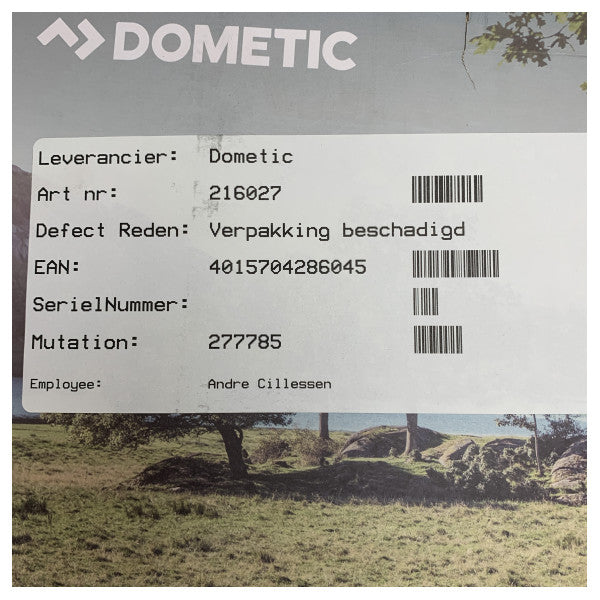 DOMETIC
Leverancier: Dometic
Art nr: 216027
Defect Reden: Verpakking beschadigd
EAN: 4015704286045
SerielNummer:
Mutation: 277785
Employee: Andre Cillessen